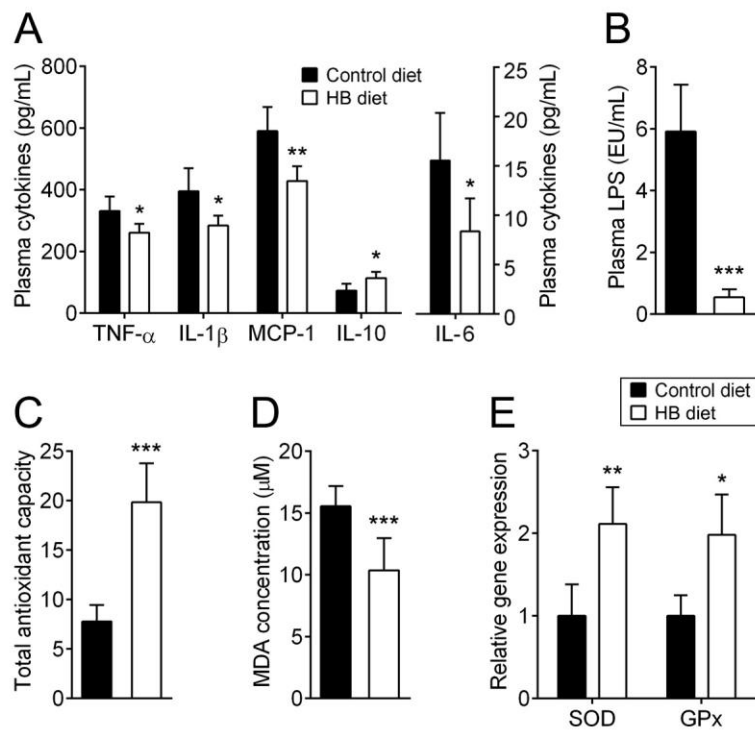 A
Plasma cytokines (pg/mL)
800
600
400
200
0
Control diet
HB diet
*
*
**
*
*
TNF-α
IL-1β
MCP-1
IL-10
IL-6
25
20
15
10
5
0
Plasma cytokines (pg/mL)
B
Plasma LPS (EU/mL)
8
6
4
2
0
***
C
Total antioxidant capacity
25
20
15
10
5
0
***
D
MDA concentration (μM)
20
15
10
5
0
***
E
Control diet
HB diet
Relative gene expression
3
2
1
0
**
*
SOD
GPx